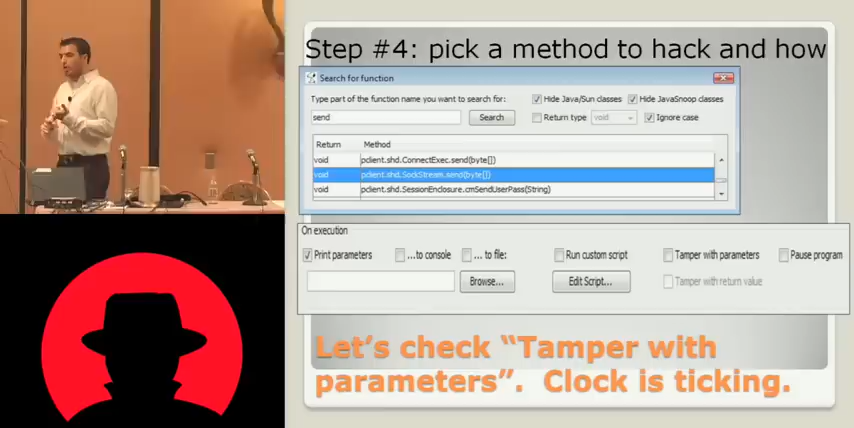 Step #4: pick a method to hack and how
Search for function
Type part of the function name you want to search for:
Hide Java/Sun classes
Hide JavaSnoop classes
send
Search
Return type
void
Ignore case
Return
Method
void
pclient.shd.ConnectExec.send(byte[])
void
pclient.shd.SockStream.send(byte[])
void
pclient.shd.SessionEnclosure.cmSendUserPass(String)
On execution
Print parameters
...to console
... to file:
Run custom script
Tamper with parameters
Pause program
Browse...
Edit Script...
Tamper with return value
Let's check "Tamper with
parameters". Clock is ticking.